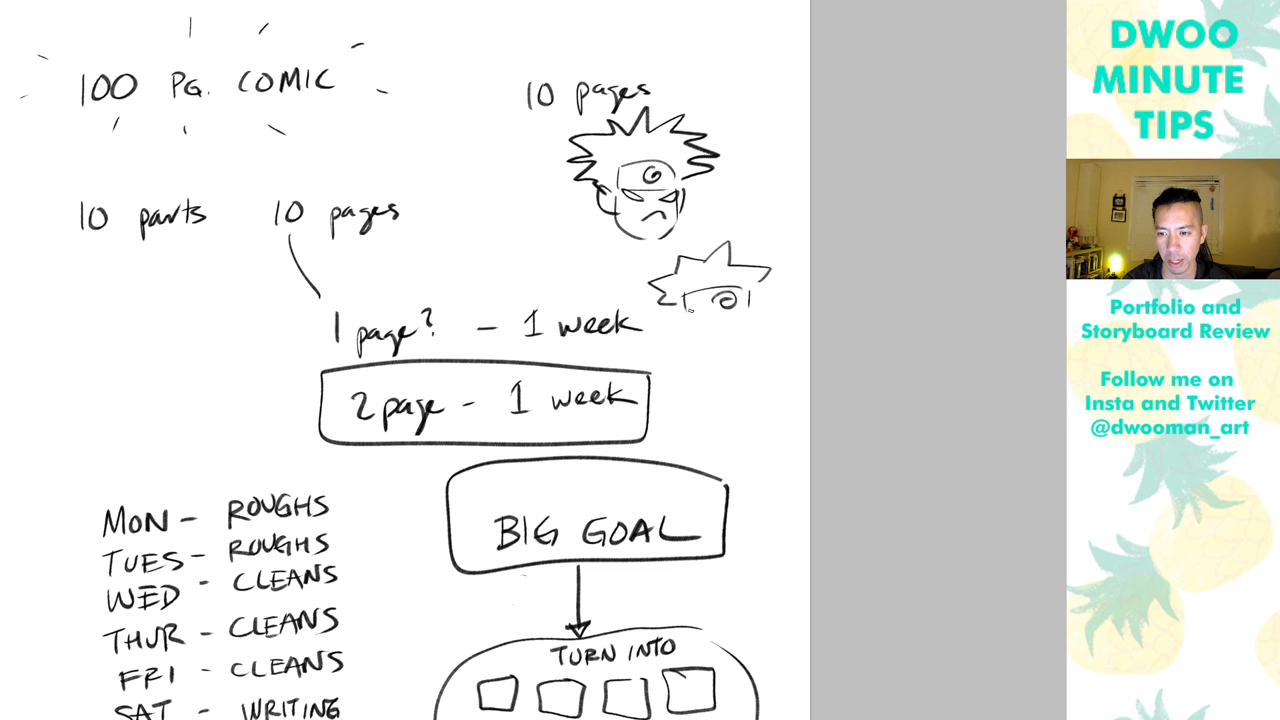 100 PG. COMIC
10 pages
10 parts 10 pages
1 page? - 1 week
2 page - 1 week
BIG GOAL
TURN INTO
MON - ROUGHS
TUES - ROUGHS
WED - CLEANS
THUR - CLEANS
FRI - CLEANS
SAT - WRITING
DWOO
MINUTE
TIPS
Portfolio and
Storyboard Review
Follow me on
Insta and Twitter
@dwooman_art